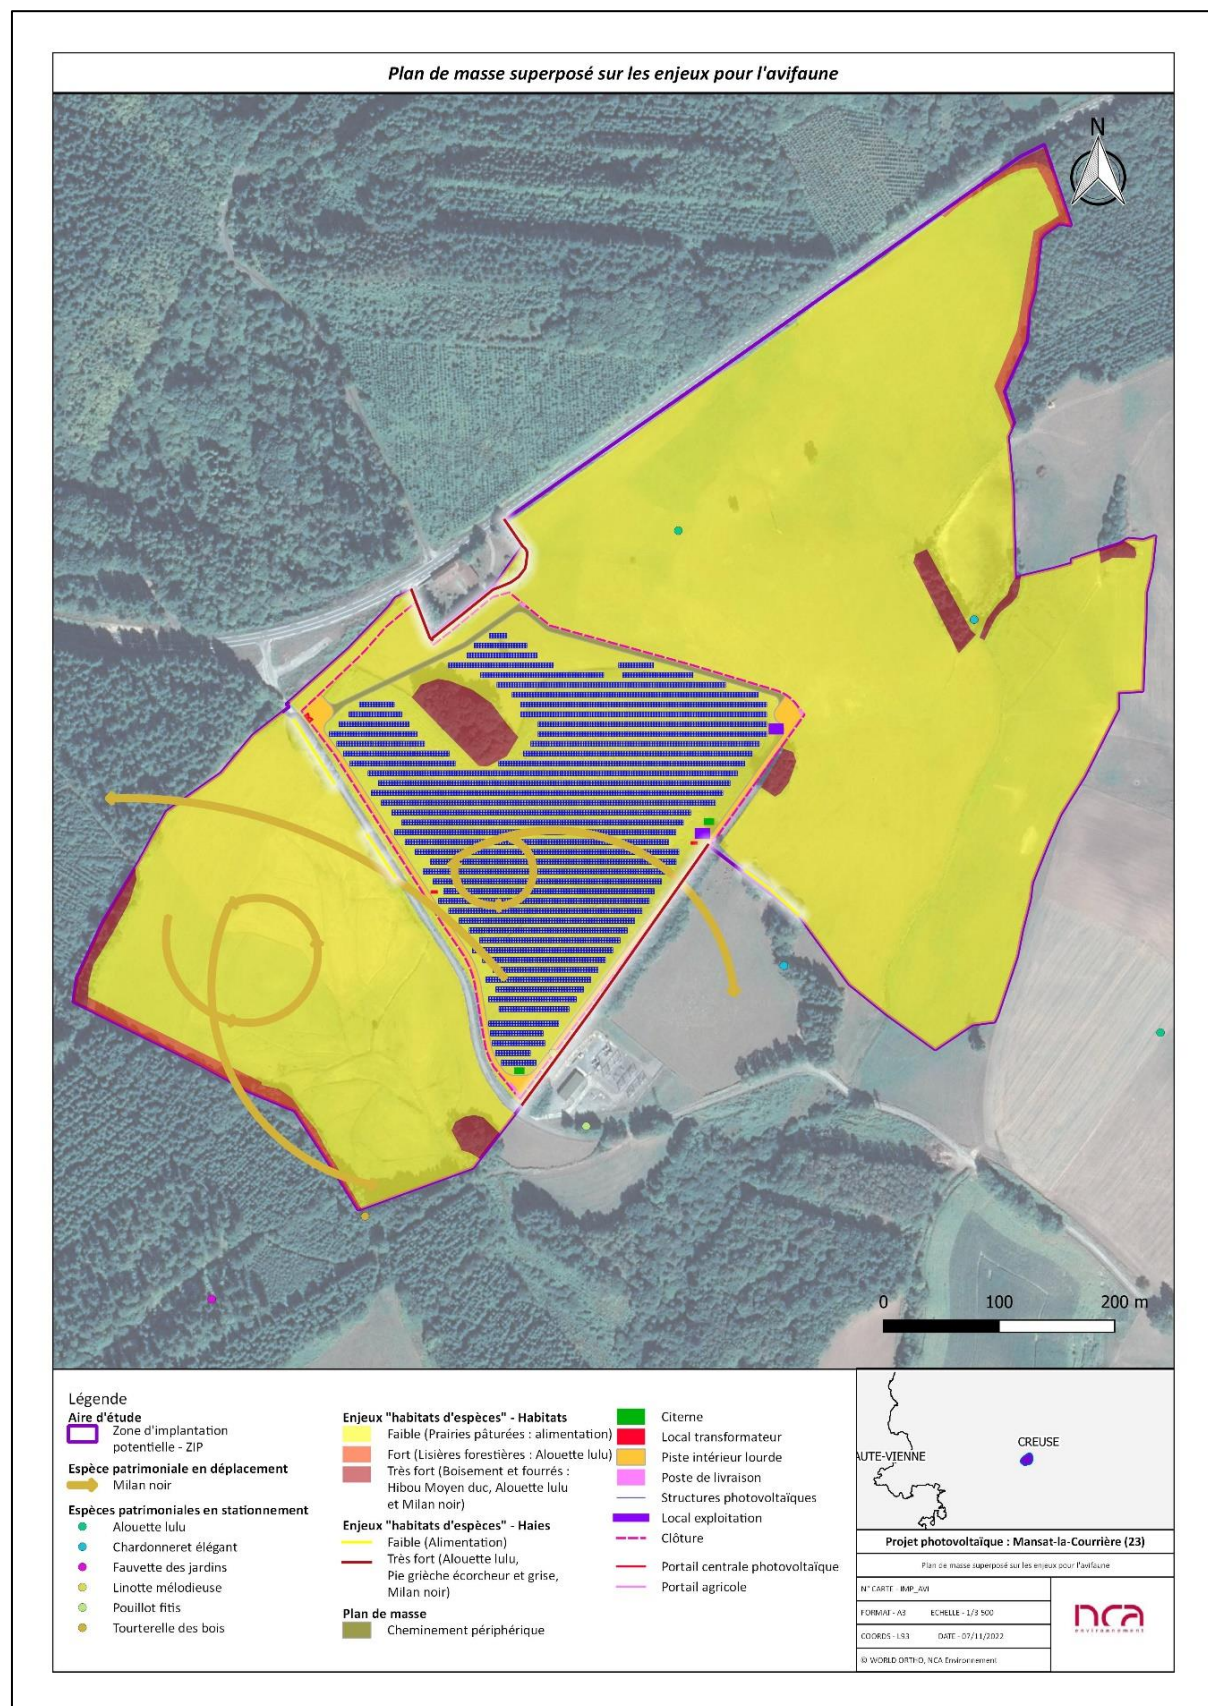 Plan de masse superposé sur les enjeux pour l'avifaune
N
0 100 200 m
Légende
Aire d'étude
Zone d'implantation
potentielle - ZIP
Espèce patrimoniale en déplacement
Milan noir
Espèces patrimoniales en stationnement
Alouette lulu
Chardonneret élégant
Fauvette des jardins
Linotte mélodieuse
Pouillot fitis
Tourterelle des bois
Enjeux "habitats d'espèces" - Habitats
Faible (Prairies pâturées : alimentation)
Fort (Lisières forestières : Alouette lulu)
Très fort (Boisement et fourrés :
Hibou Moyen duc, Alouette lulu
et Milan noir)
Enjeux "habitats d'espèces" - Haies
Faible (Alimentation)
Très fort (Alouette lulu,
Pie grièche écorcheur et grise,
Milan noir)
Plan de masse
Cheminement périphérique
Citerne
Local transformateur
Piste intérieur lourde
Poste de livraison
Structures photovoltaïques
Local exploitation
Clôture
Portail centrale photovoltaïque
Portail agricole
CREUSE
AUTE-VIENNE
Projet photovoltaïque : Mansat-la-Courrière (23)
Plan de masse superposé sur les enjeux pour l'avifaune
N° CARTE - IMP_AVI
FORMAT - A3 ECHELLE - 1/3 500
COORDS - L93 DATE - 07/11/2022
© WORLD ORTHO, NCA Environnement
nca
environnement